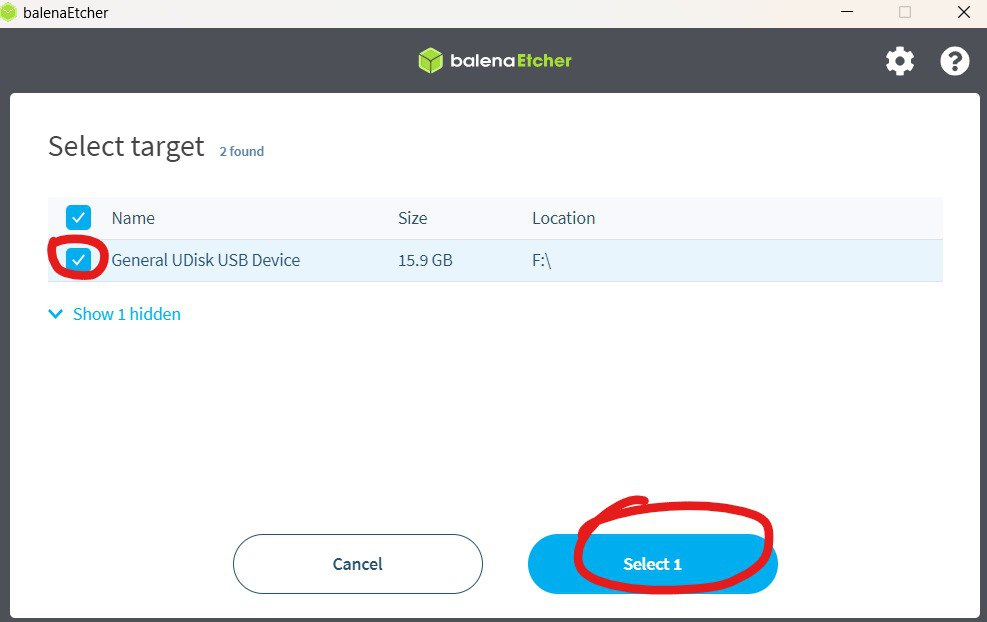 balenaEtcher
balenaEtcher
Select target 2 found
Name Size Location
General UDisk USB Device 15.9 GB F:\
Show 1 hidden
Cancel Select 1